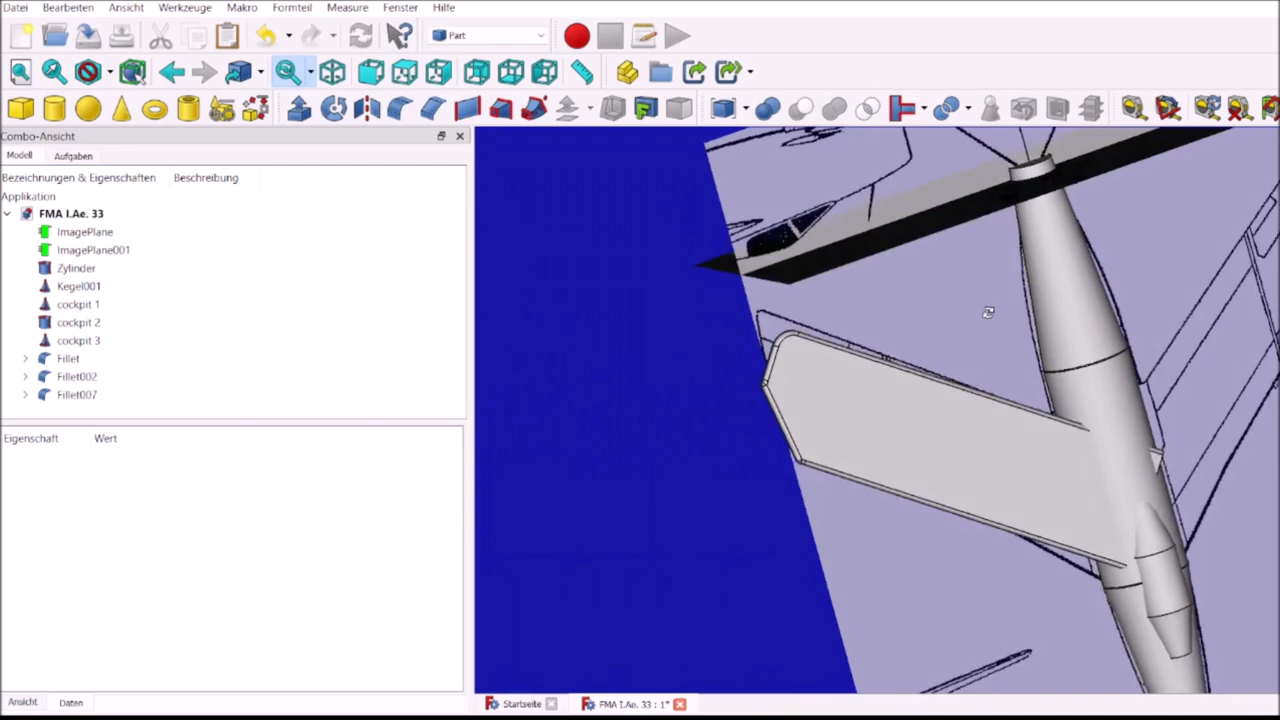 Datei Bearbeiten Ansicht Werkzeuge Makro Formteil Measure Fenster Hilfe
Part
Combo-Ansicht
Modell Aufgaben
Bezeichnungen & Eigenschaften Beschreibung
Applikation
FMA I.Ae. 33
ImagePlane
ImagePlane001
Zylinder
Kegel001
cockpit 1
cockpit 2
cockpit 3
Fillet
Fillet002
Fillet007
Eigenschaft Wert
Ansicht Daten
Startseite FMA I.Ae. 33 : 1*